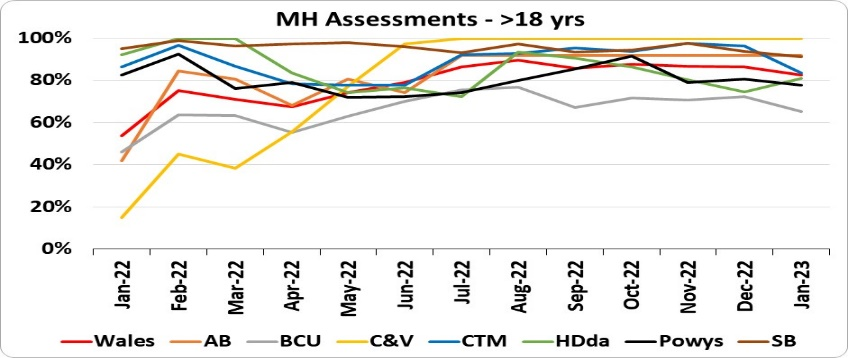 MH Assessments - >18 yrs
100%
80%
60%
40%
20%
0%
Jan-22 Feb-22 Mar-22 Apr-22 May-22 Jun-22 Jul-22 Aug-22 Sep-22 Oct-22 Nov-22 Dec-22 Jan-23
Wales AB BCU C&V CTM HDda Powys SB